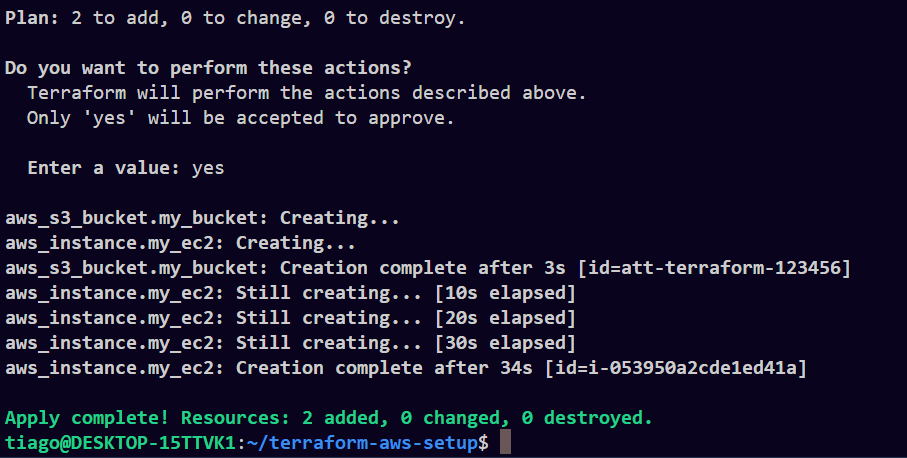 Plan: 2 to add, 0 to change, 0 to destroy.
Do you want to perform these actions?
Terraform will perform the actions described above.
Only 'yes' will be accepted to approve.
Enter a value: yes
aws_s3_bucket.my_bucket: Creating...
aws_instance.my_ec2: Creating...
aws_s3_bucket.my_bucket: Creation complete after 3s [id=att-terraform-123456]
aws_instance.my_ec2: Still creating... [10s elapsed]
aws_instance.my_ec2: Still creating... [20s elapsed]
aws_instance.my_ec2: Still creating... [30s elapsed]
aws_instance.my_ec2: Creation complete after 34s [id=i-053950a2cde1ed41a]
Apply complete! Resources: 2 added, 0 changed, 0 destroyed.
tiago@DESKTOP-15TTVK1:~/terraform-aws-setup$